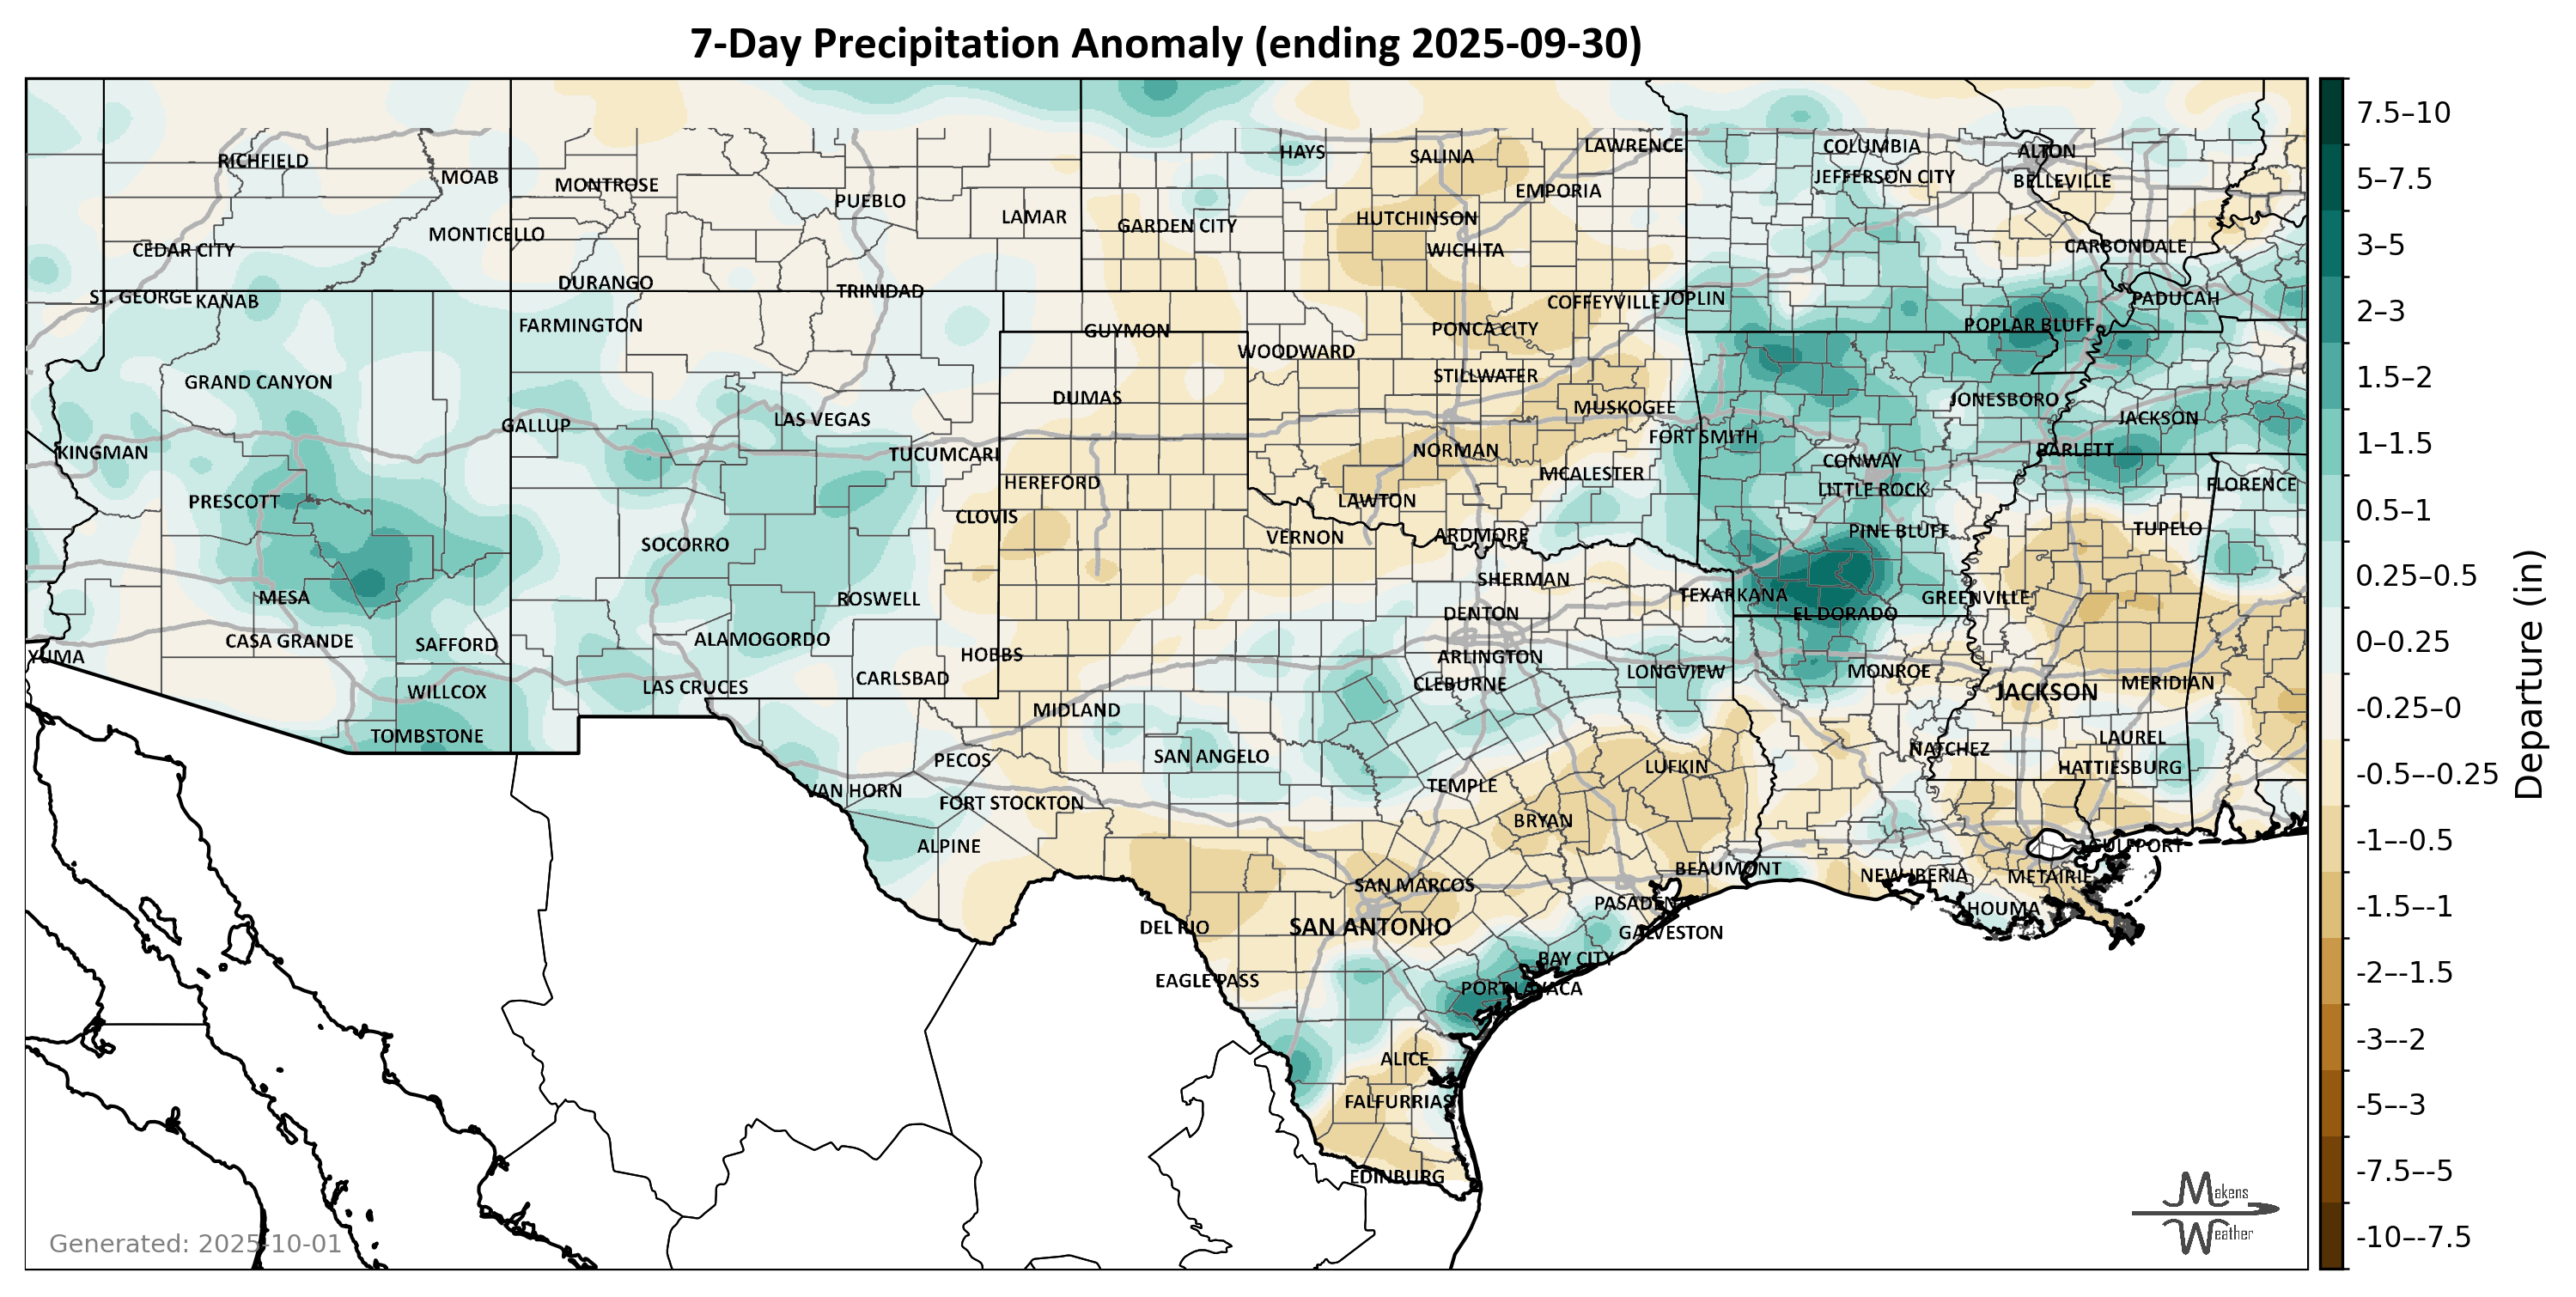 7-Day Precipitation Anomaly (ending 2025-09-30)
RICHFIELD
MOAB
MONTROSE
PUEBLO
LAMAR
HAYS
SALINA
LAWRENCE
COLUMBIA
ALTON
GARDEN CITY
HUTCHINSON
EMPORIA
JEFFERSON CITY
BELLEVILLE
CEDAR CITY
MONTICELLO
WICHITA
CARBONDALE
ST. GEORGE
KANAB
DURANGO
TRINIDAD
COFFEYVILLE
JOPLIN
PADUCAH
FARMINGTON
GUYMON
PONCA CITY
POPLAR BLUFF
WOODWARD
GRAND CANYON
DUMAS
STILLWATER
MUSKOGEE
JONESBORO
JACKSON
GALLUP
LAS VEGAS
KINGMAN
TUCUMCARI
NORMAN
FORT SMITH
CONWAY
BARLETT
PRESCOTT
HEREFORD
LAWTON
MCALESTER
LITTLE ROCK
FLORENCE
CLOVIS
SOCORRO
VERNON
ARDMORE
PINE BLUFF
TUPELO
MESA
ROSWELL
SHERMAN
TEXARKANA
GREENVILLE
CASA GRANDE
SAFFORD
ALAMOGORDO
DENTON
EL DORADO
YUMA
HOBBS
ARLINGTON
WILLCOX
LAS CRUCES
CARLSBAD
CLEBURNE
LONGVIEW
MONROE
JACKSON
MERIDIAN
TOMBSTONE
MIDLAND
SAN ANGELO
NATCHEZ
LAUREL
VAN HORN
PECOS
FORT STOCKTON
TEMPLE
LUFKIN
HATTIESBURG
ALPINE
BRYAN
BEAUMONT
GULFPORT
SAN MARCOS
NEW IBERIA
METAIRIE
DEL RIO
SAN ANTONIO
PASADENA
GALVESTON
HOUMA
EAGLE PASS
BAY CITY
PORT LAVACA
ALICE
FALFURRIAS
EDINBURG
7.5–10
5–7.5
3–5
2–3
1.5–2
1–1.5
0.5–1
0.25–0.5
0–0.25
-0.25–0
-0.5–-0.25
-1–-0.5
-1.5–-1
-2–-1.5
-3–-2
-5–-3
-7.5–-5
-10–-7.5
Departure (in)
Generated: 2025-10-01
Makens
Weather